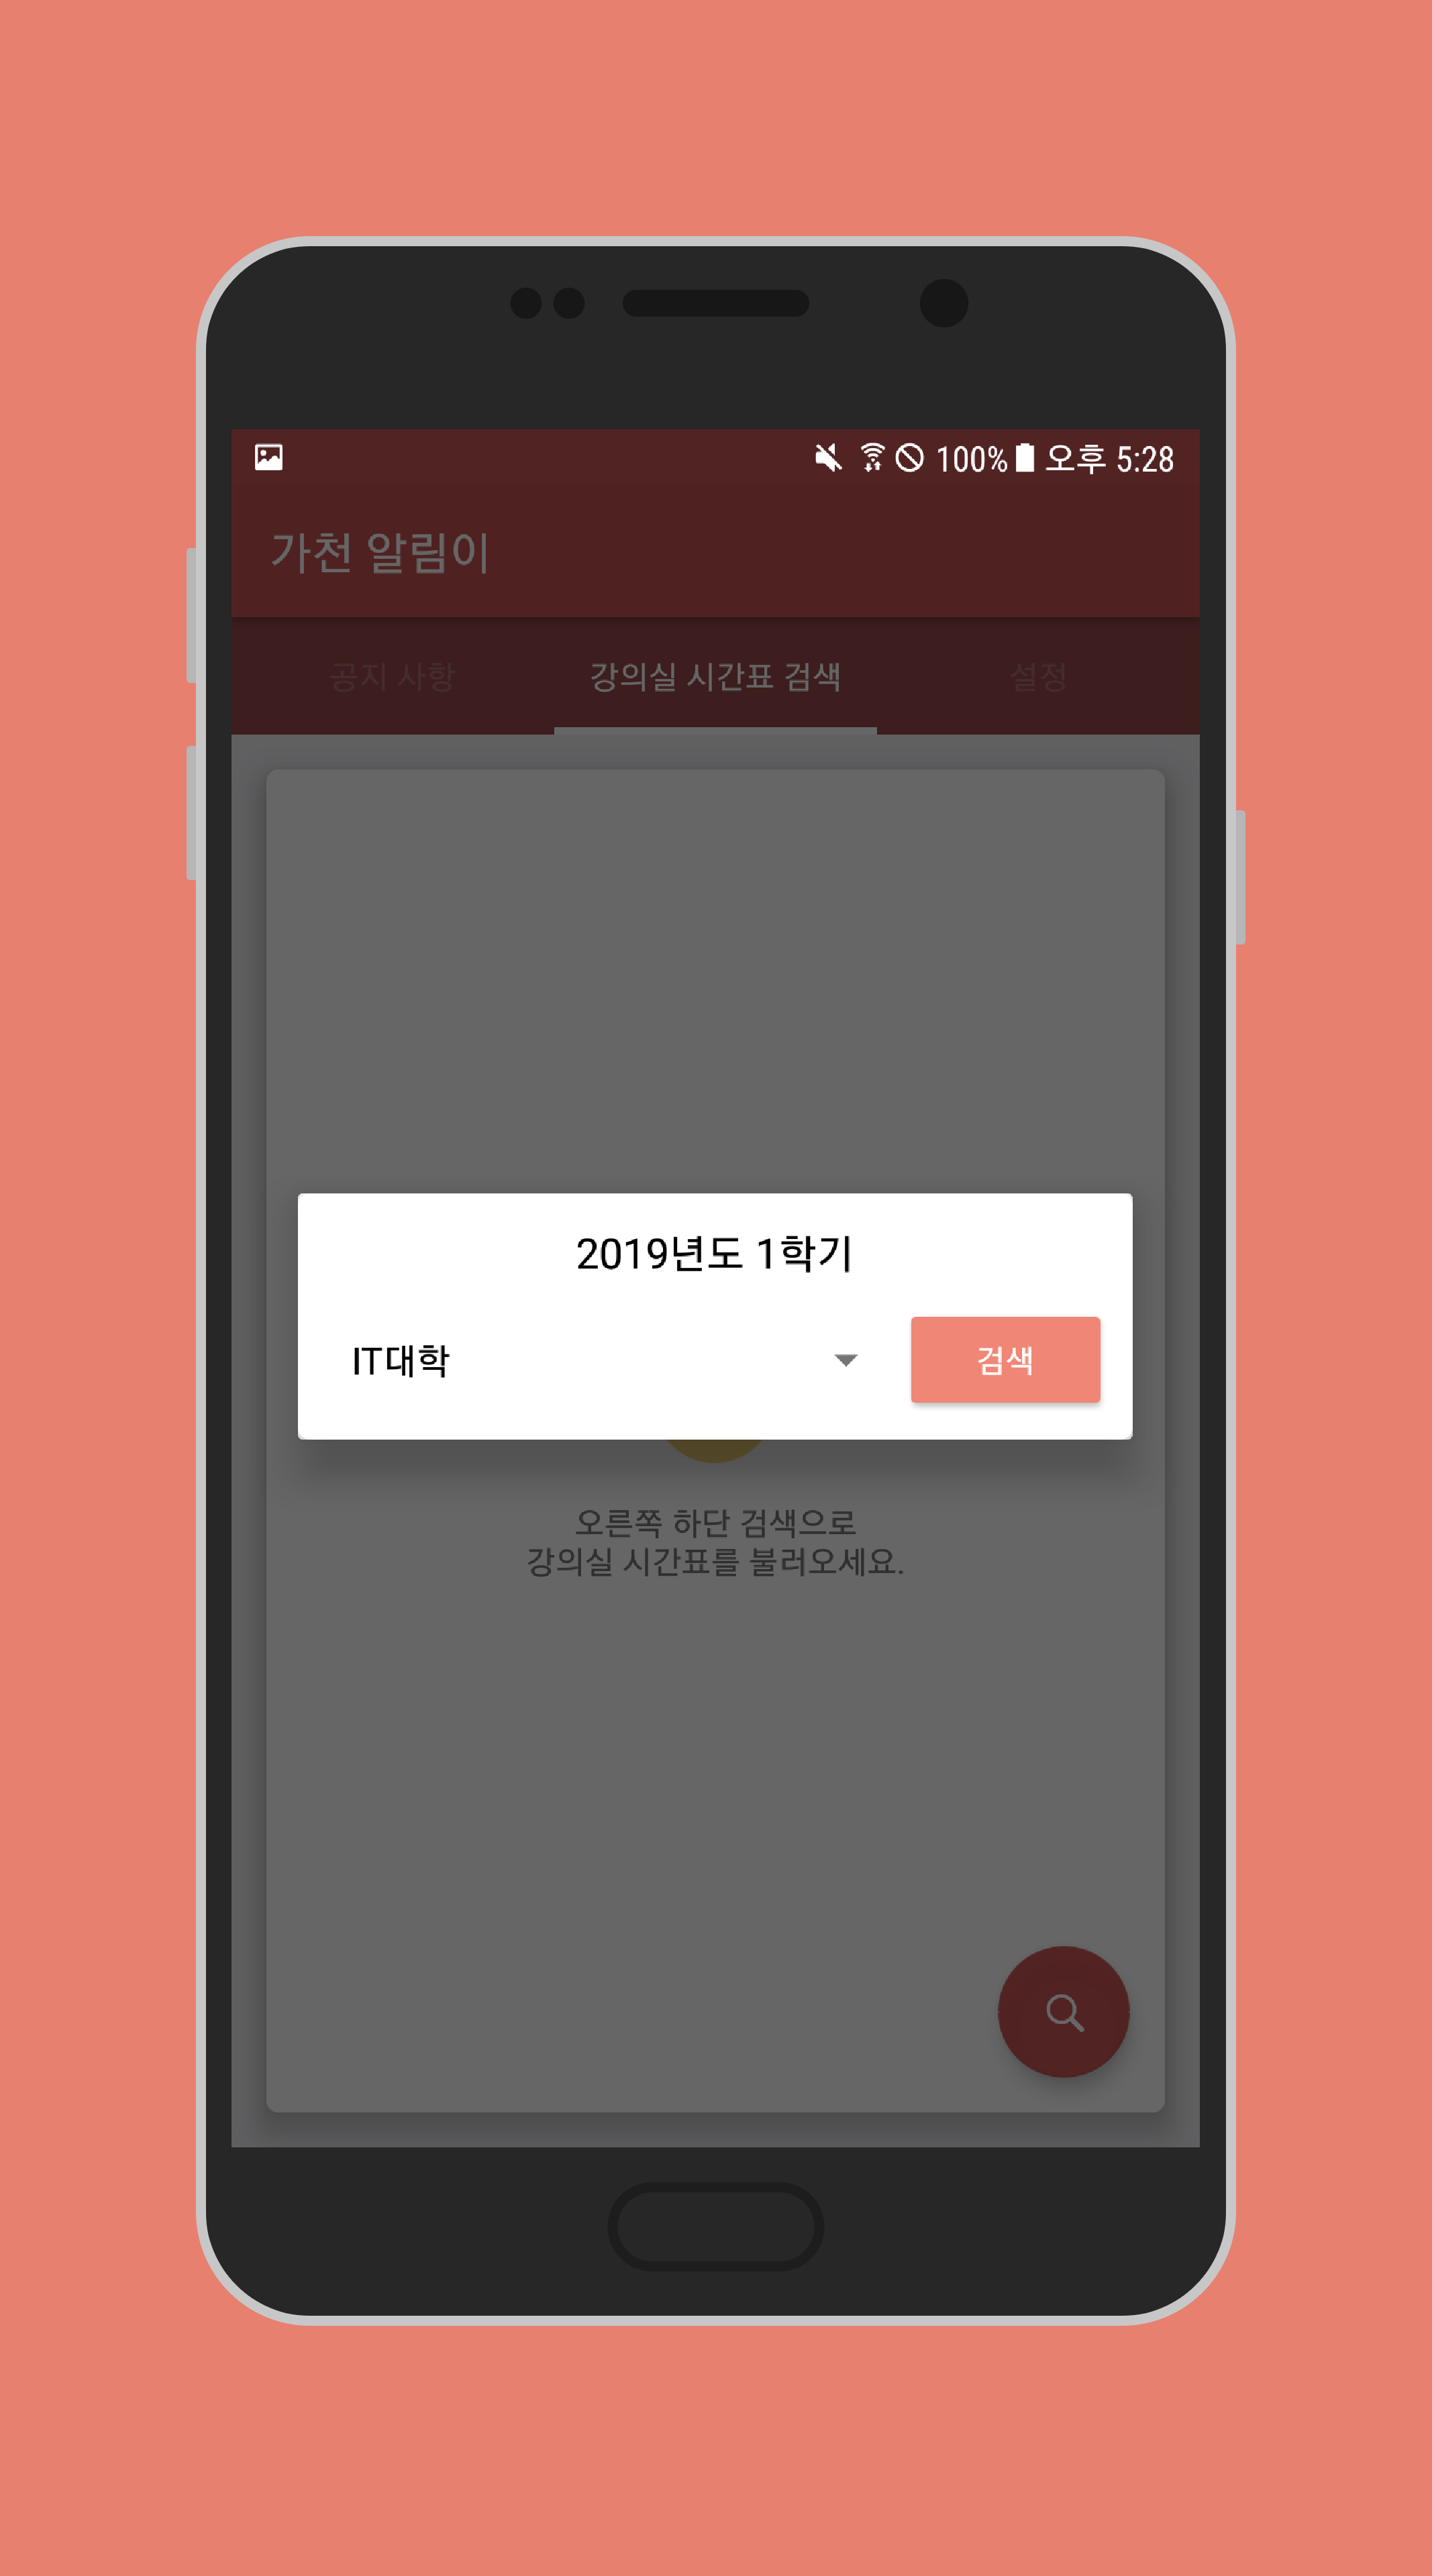 100% 오후 5:28
가천 알림이
공지 사항 강의실 시간표 검색 설정
2019년도 1학기
IT대학 검색
오른쪽 하단 검색으로
강의실 시간표를 불러오세요.